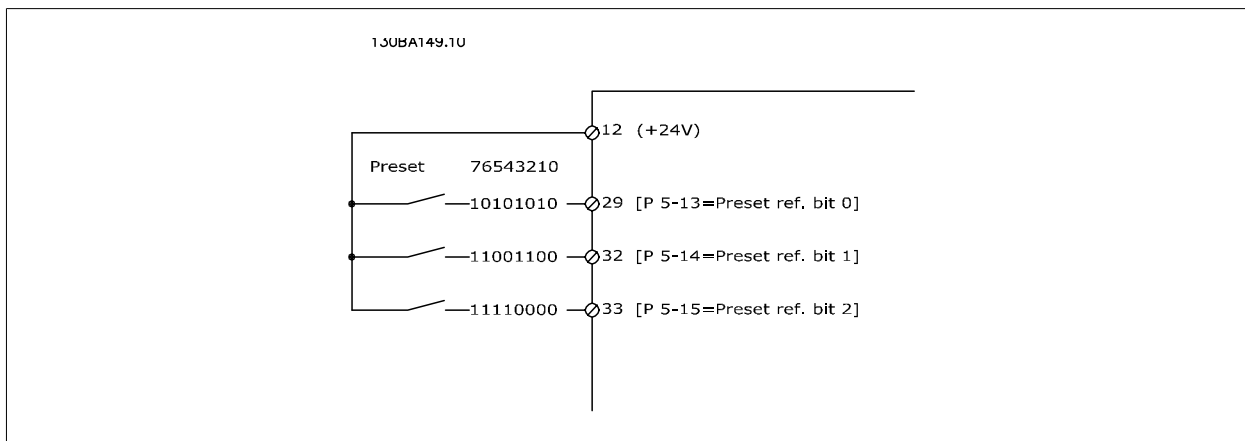 130BA149.10
12 (+24V)
Preset 76543210
10101010 29 [P 5-13=Preset ref. bit 0]
11001100 32 [P 5-14=Preset ref. bit 1]
11110000 33 [P 5-15=Preset ref. bit 2]